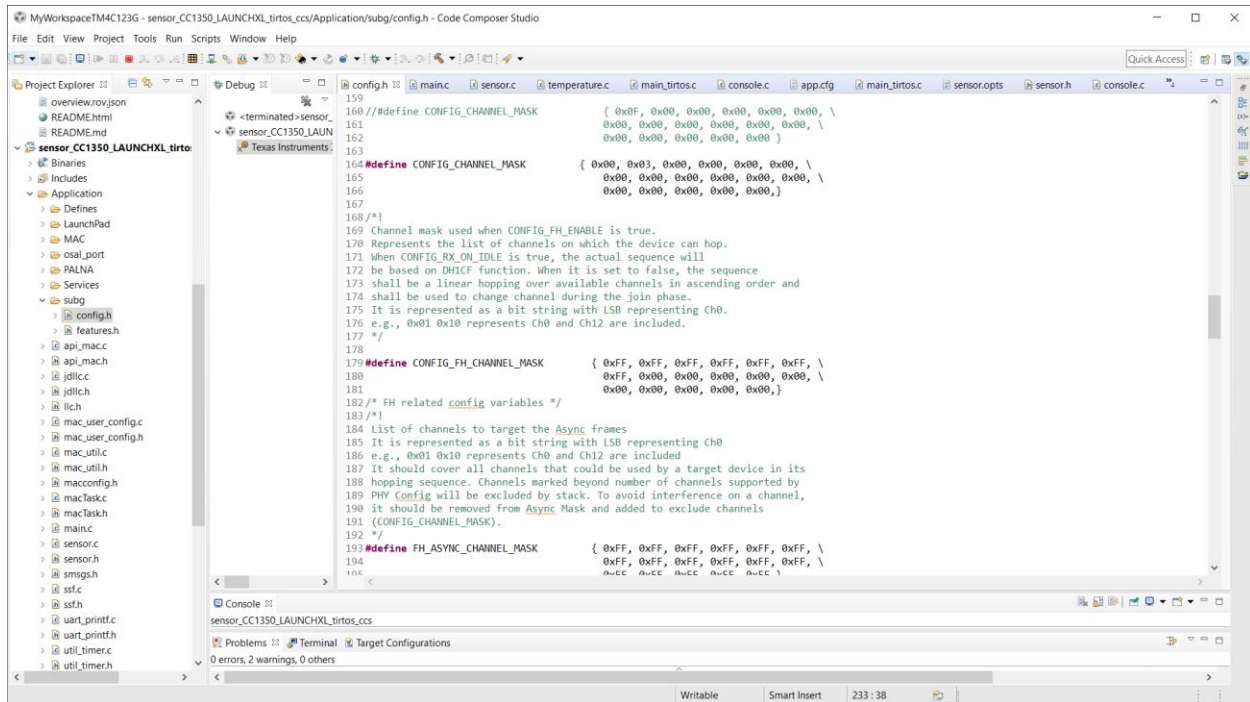 MyWorkspaceTM4C123G - sensor_CC1350_LAUNCHXL_tirtos_ccs/Application/subg/config.h - Code Composer Studio
File Edit View Project Tools Run Scripts Window Help
Quick Access
Project Explorer
overview.rov.json
README.html
README.md
sensor_CC1350_LAUNCHXL_tirto
Binaries
Includes
Application
Defines
LaunchPad
MAC
osal_port
PALNA
Services
subg
config.h
features.h
api_mac.c
api_mac.h
jdllc.c
jdllc.h
llc.h
mac_user_config.c
mac_user_config.h
mac_util.c
mac_util.h
macconfig.h
macTask.c
macTask.h
main.c
sensor.c
sensor.h
smsgs.h
ssf.c
ssf.h
uart_printf.c
uart_printf.h
util_timer.c
util_timer.h
Debug
<terminated>sensor_
sensor_CC1350_LAUN
Texas Instruments
config.h main.c sensor.c temperature.c main_tirtos.c console.c app.cfg main_tirtos.c sensor.opts sensor.h console.c
159
160 //#define CONFIG_CHANNEL_MASK { 0x0F, 0x00, 0x00, 0x00, 0x00, 0x00, \
161 0x00, 0x00, 0x00, 0x00, 0x00, 0x00, \
162 0x00, 0x00, 0x00, 0x00, 0x00 }
163
164 #define CONFIG_CHANNEL_MASK { 0x00, 0x03, 0x00, 0x00, 0x00, 0x00, \
165 0x00, 0x00, 0x00, 0x00, 0x00, 0x00, \
166 0x00, 0x00, 0x00, 0x00, 0x00,}
167
168 /*!
169 Channel mask used when CONFIG_FH_ENABLE is true.
170 Represents the list of channels on which the device can hop.
171 When CONFIG_RX_ON_IDLE is true, the actual sequence will
172 be based on DH1CF function. When it is set to false, the sequence
173 shall be a linear hopping over available channels in ascending order and
174 shall be used to change channel during the join phase.
175 It is represented as a bit string with LSB representing Ch0.
176 e.g., 0x01 0x10 represents Ch0 and Ch12 are included.
177 */
178
179 #define CONFIG_FH_CHANNEL_MASK { 0xFF, 0xFF, 0xFF, 0xFF, 0xFF, 0xFF, \
180 0xFF, 0x00, 0x00, 0x00, 0x00, 0x00, \
181 0x00, 0x00, 0x00, 0x00, 0x00,}
182 /* FH related config variables */
183 /*!
184 List of channels to target the Async frames
185 It is represented as a bit string with LSB representing Ch0
186 e.g., 0x01 0x10 represents Ch0 and Ch12 are included
187 It should cover all channels that could be used by a target device in its
188 hopping sequence. Channels marked beyond number of channels supported by
189 PHY Config will be excluded by stack. To avoid interference on a channel,
190 it should be removed from Async Mask and added to exclude channels
191 (CONFIG_CHANNEL_MASK).
192 */
193 #define FH_ASYNC_CHANNEL_MASK { 0xFF, 0xFF, 0xFF, 0xFF, 0xFF, 0xFF, \
194 0xFF, 0xFF, 0xFF, 0xFF, 0xFF, 0xFF, \
195 0xFF, 0xFF, 0xFF, 0xFF, 0xFF }
Console
sensor_CC1350_LAUNCHXL_tirtos_ccs
Problems Terminal Target Configurations
0 errors, 2 warnings, 0 others
Writable Smart Insert 233 : 38